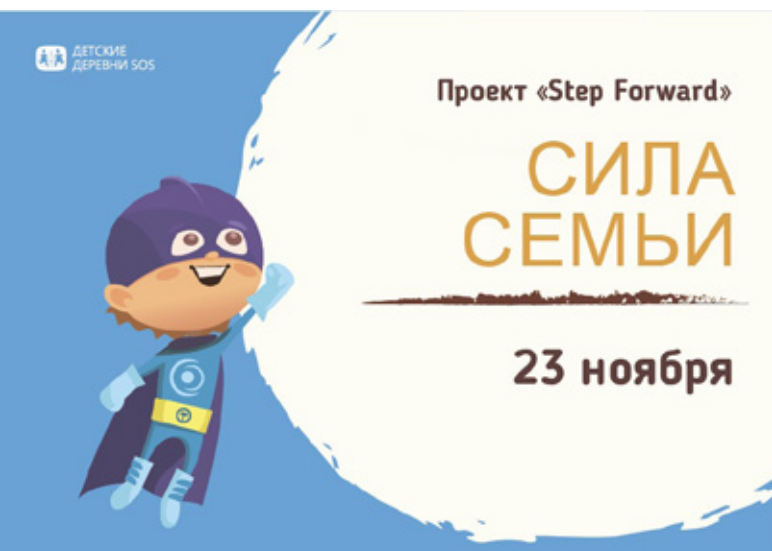 ДЕТСКИЕ
ДЕРЕВНИ SOS
Проект «Step Forward»
СИЛА
СЕМЬИ
23 ноября